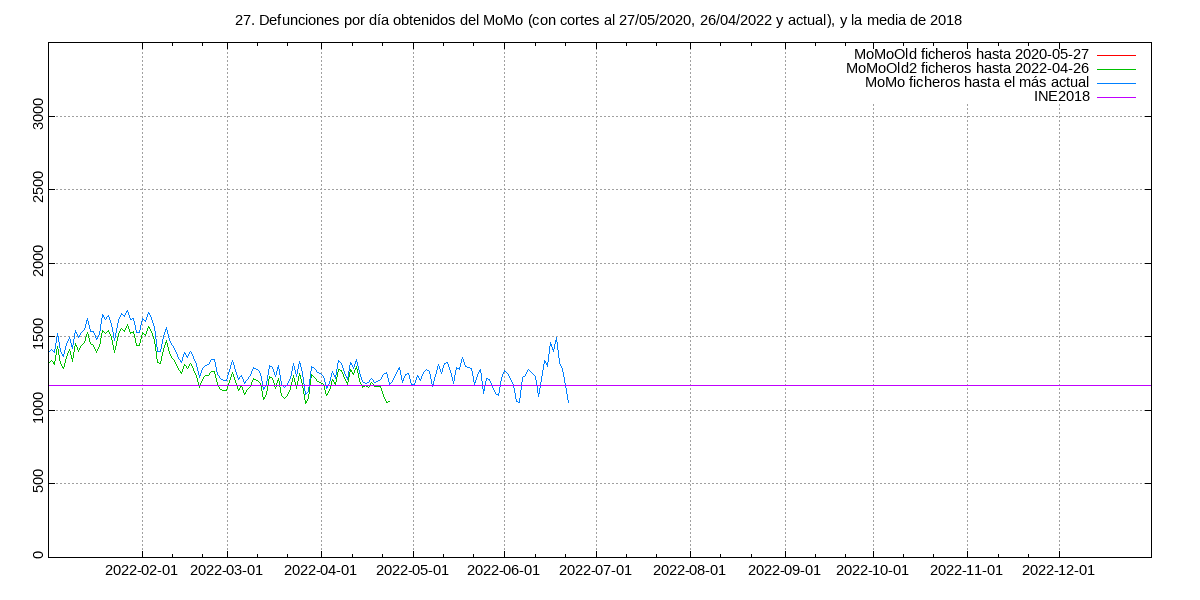 27. Defunciones por día obtenidos del MoMo (con cortes al 27/05/2020, 26/04/2022 y actual), y la media de 2018
MoMoOld ficheros hasta 2020-05-27
MoMoOld2 ficheros hasta 2022-04-26
MoMo ficheros hasta el más actual
INE2018
3000
2500
2000
1500
1000
500
0
2022-02-01 2022-03-01 2022-04-01 2022-05-01 2022-06-01 2022-07-01 2022-08-01 2022-09-01 2022-10-01 2022-11-01 2022-12-01